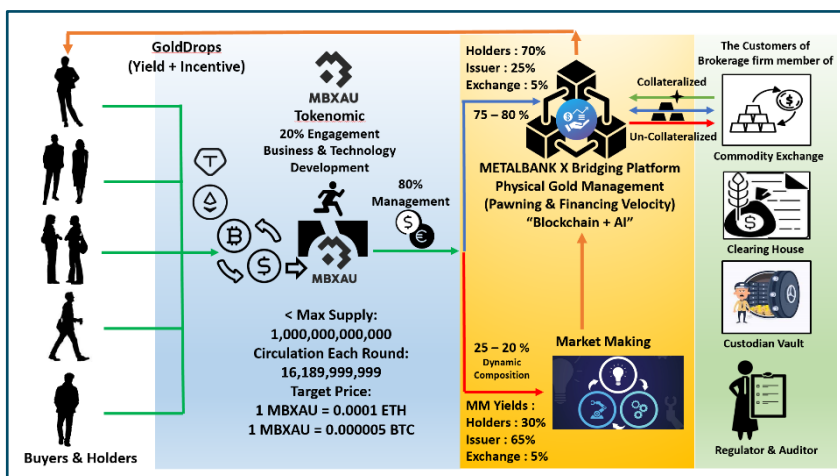 GoldDrops
(Yield + Incentive)
MBXAU
Tokenomic
20% Engagement
Business & Technology
Development
80%
Management
MBXAU
< Max Supply:
1,000,000,000,000
Circulation Each Round:
16,189,999,999
Target Price:
1 MBXAU = 0.0001 ETH
1 MBXAU = 0.000005 BTC
Buyers & Holders
Holders : 70%
Issuer : 25%
Exchange : 5%
75 – 80 %
METALBANK X Bridging Platform
Physical Gold Management
(Pawning & Financing Velocity)
“Blockchain + AI”
25 – 20 %
Dynamic
Composition
Market Making
MM Yields :
Holders : 30%
Issuer : 65%
Exchange : 5%
The Customers of
Brokerage firm member of
Collateralized
Un-Collateralized
Commodity Exchange
Clearing House
Custodian Vault
Regulator & Auditor